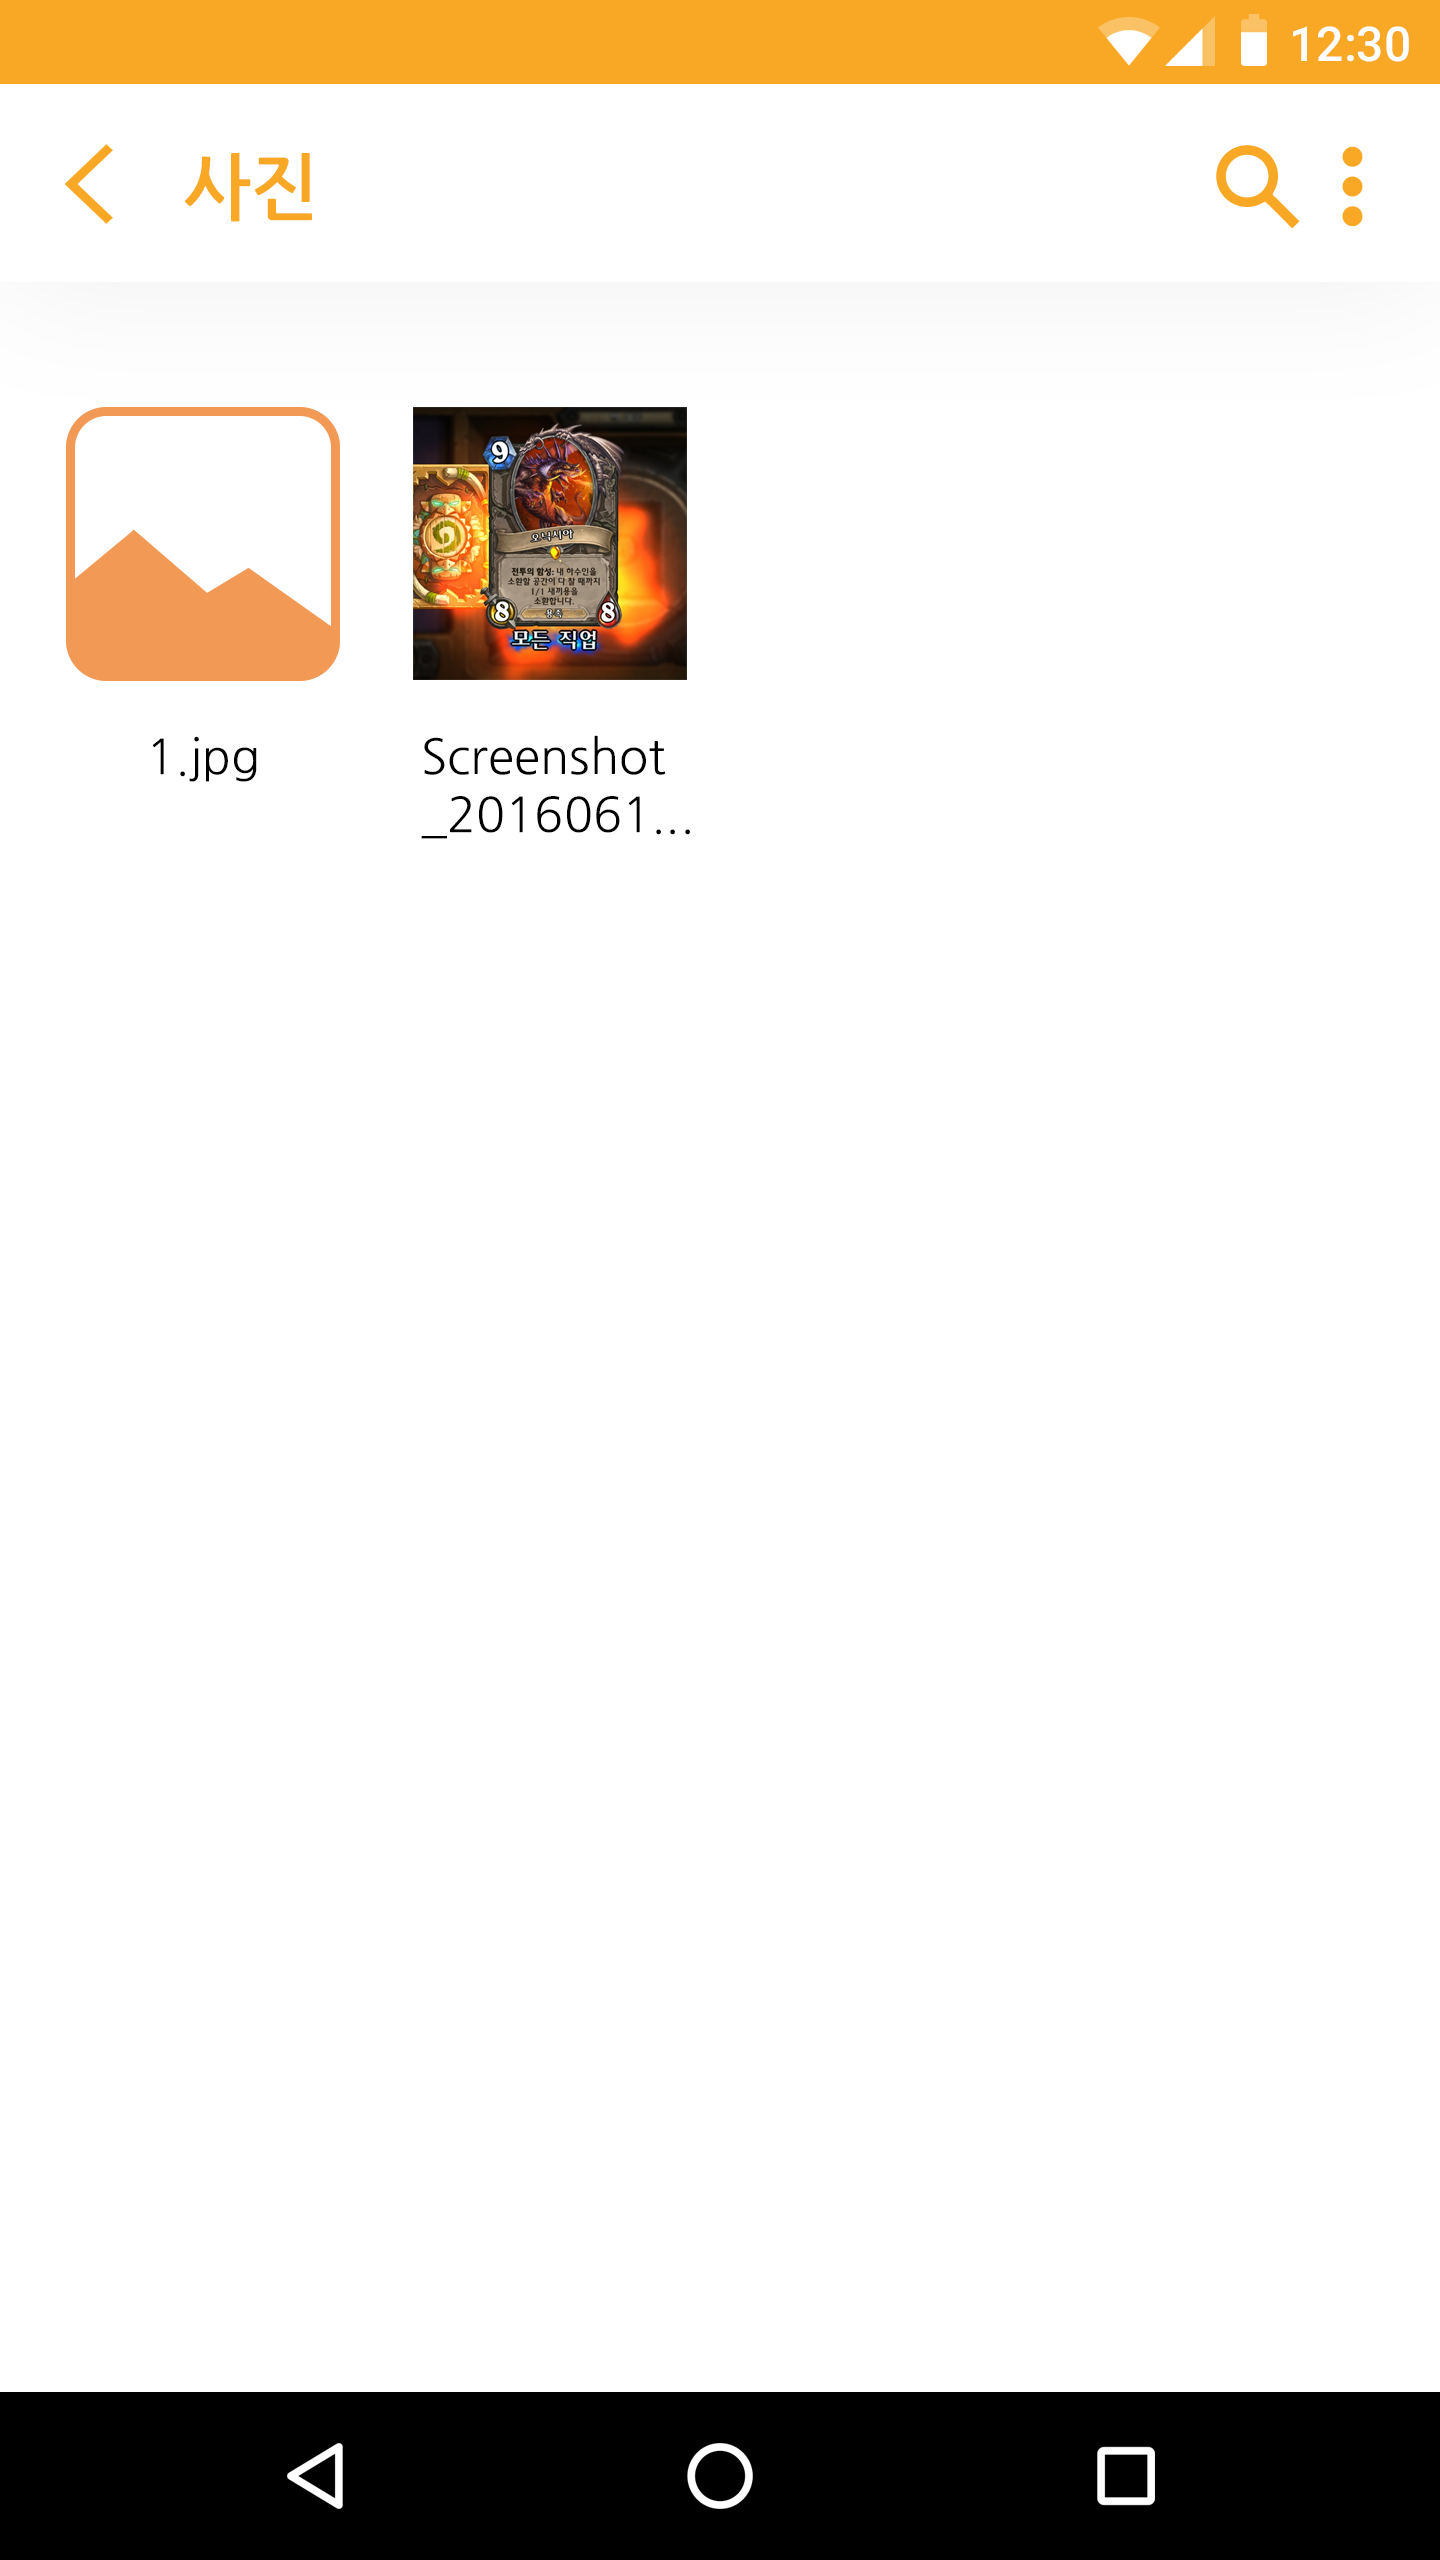 12:30
사진
9
오닉시아
전투의 함성: 내 하수인을
소환할 공간이 다 찰 때까지
1/1 새끼용을
소환합니다.
8
용족
8
모든 직업
1.jpg
Screenshot
_2016061...